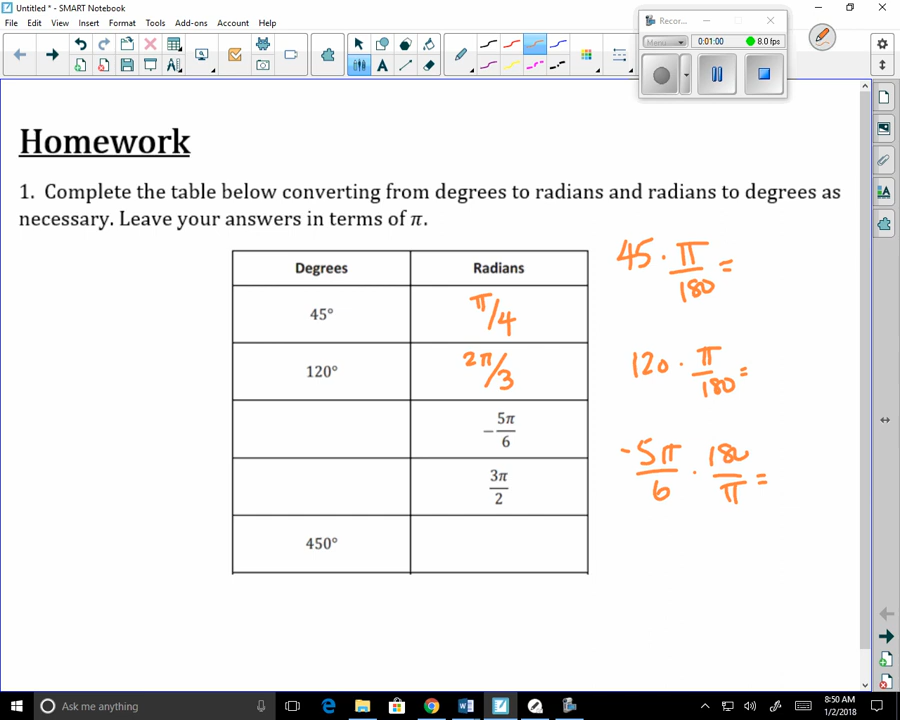 Untitled * - SMART Notebook
File Edit View Insert Format Tools Add-ons Account Help
Recor...
Menu
0:01:00 8.0 fps
Homework
1. Complete the table below converting from degrees to radians and radians to degrees as
necessary. Leave your answers in terms of π.
Degrees Radians
45° π/4
120° 2π/3
-5π/6
3π/2
450°
45 · π/180 =
120 · π/180 =
-5π/6 · 180/π =
Ask me anything
8:50 AM
1/2/2018